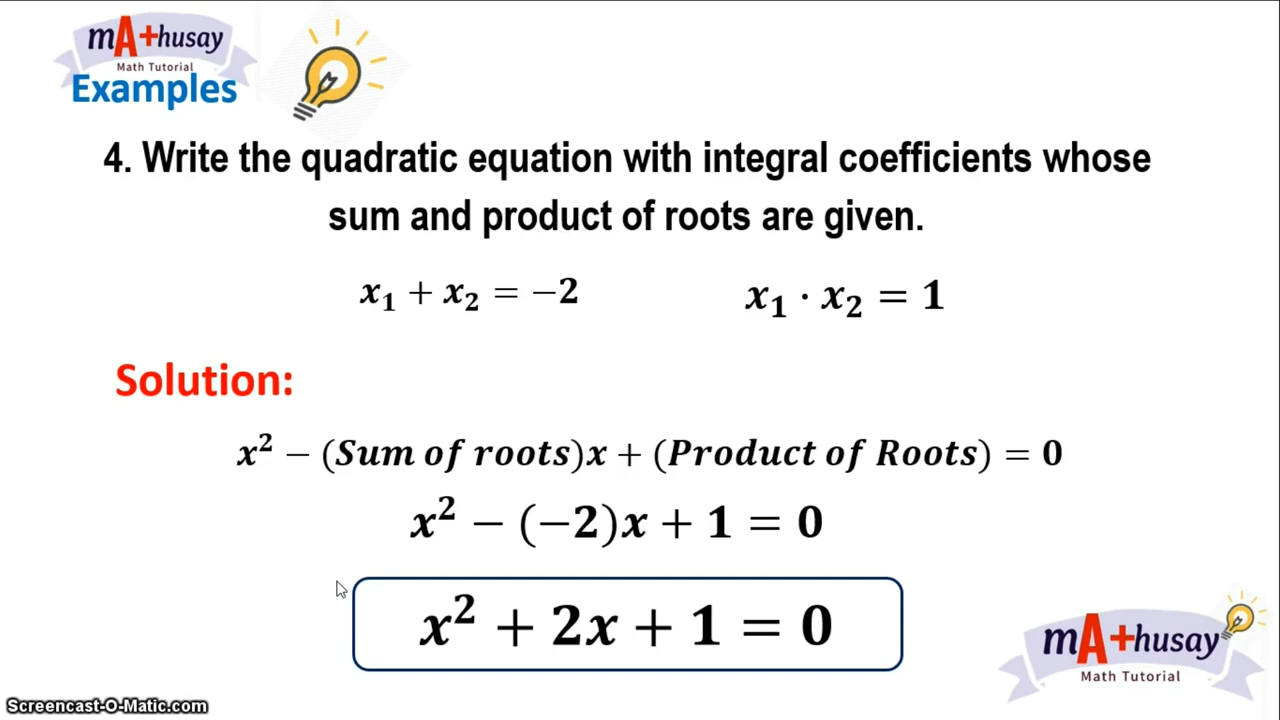 mA+husay
Math Tutorial
Examples
4. Write the quadratic equation with integral coefficients whose
sum and product of roots are given.
x₁ + x₂ = −2
x₁ · x₂ = 1
Solution:
x² − (Sum of roots)x + (Product of Roots) = 0
x² − (−2)x + 1 = 0
x² + 2x + 1 = 0
mA+husay
Math Tutorial
Screencast-O-Matic.com